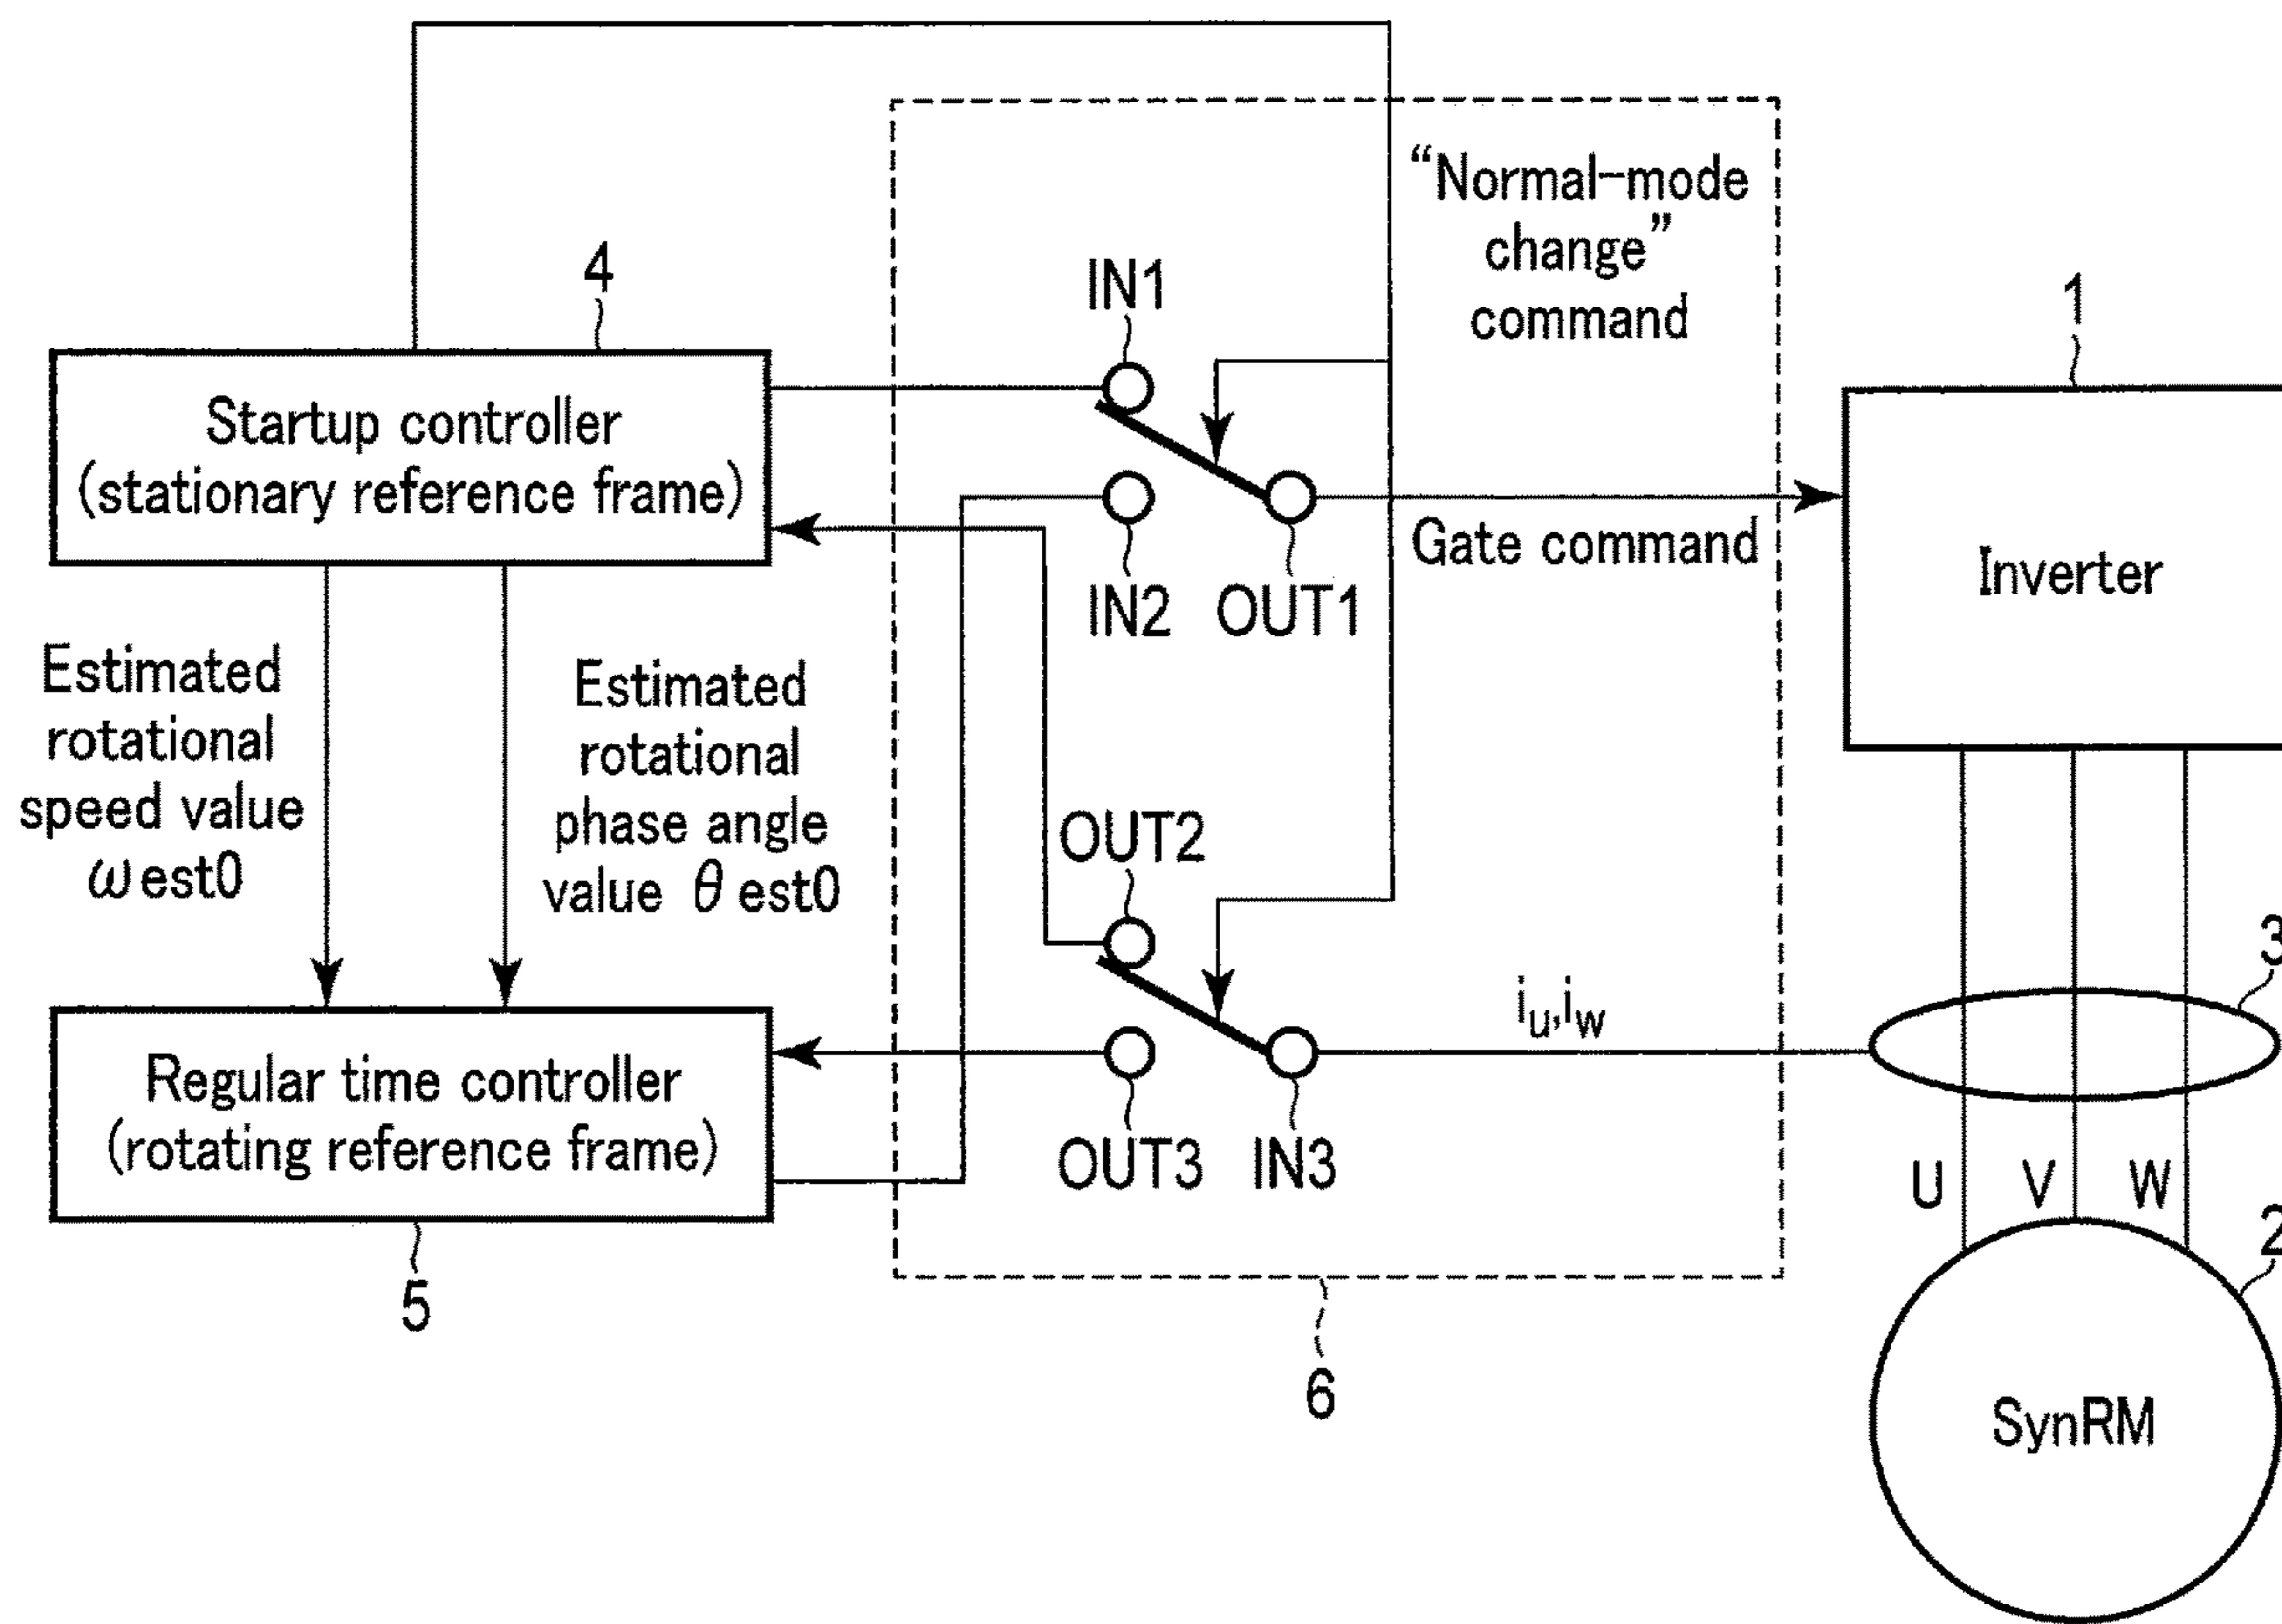 “Normal-mode
change”
command
4
IN1
1
Startup controller
(stationary reference frame)
IN2
OUT1
Gate command
Inverter
Estimated
rotational
speed value
ωest0
Estimated
rotational
phase angle
value θest0
OUT2
3
iu,iw
Regular time controller
(rotating reference frame)
OUT3
IN3
U
V
W
2
5
6
SynRM